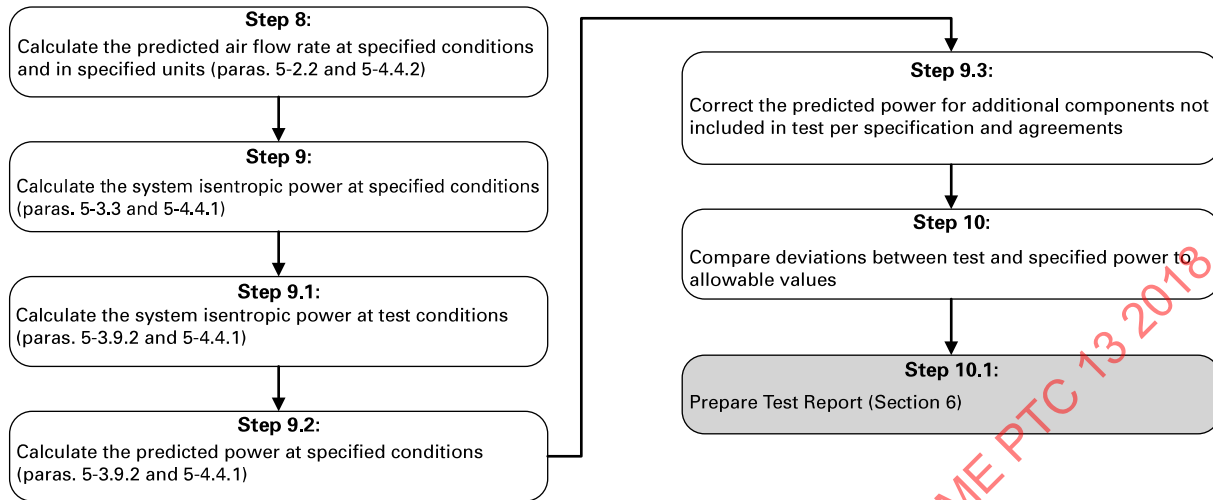 Step 8:
Calculate the predicted air flow rate at specified conditions
and in specified units (paras. 5-2.2 and 5-4.4.2)
Step 9:
Calculate the system isentropic power at specified conditions
(paras. 5-3.3 and 5-4.4.1)
Step 9.1:
Calculate the system isentropic power at test conditions
(paras. 5-3.9.2 and 5-4.4.1)
Step 9.2:
Calculate the predicted power at specified conditions
(paras. 5-3.9.2 and 5-4.4.1)
Step 9.3:
Correct the predicted power for additional components not
included in test per specification and agreements
Step 10:
Compare deviations between test and specified power to
allowable values
Step 10.1:
Prepare Test Report (Section 6)
ME PTC 13 2018